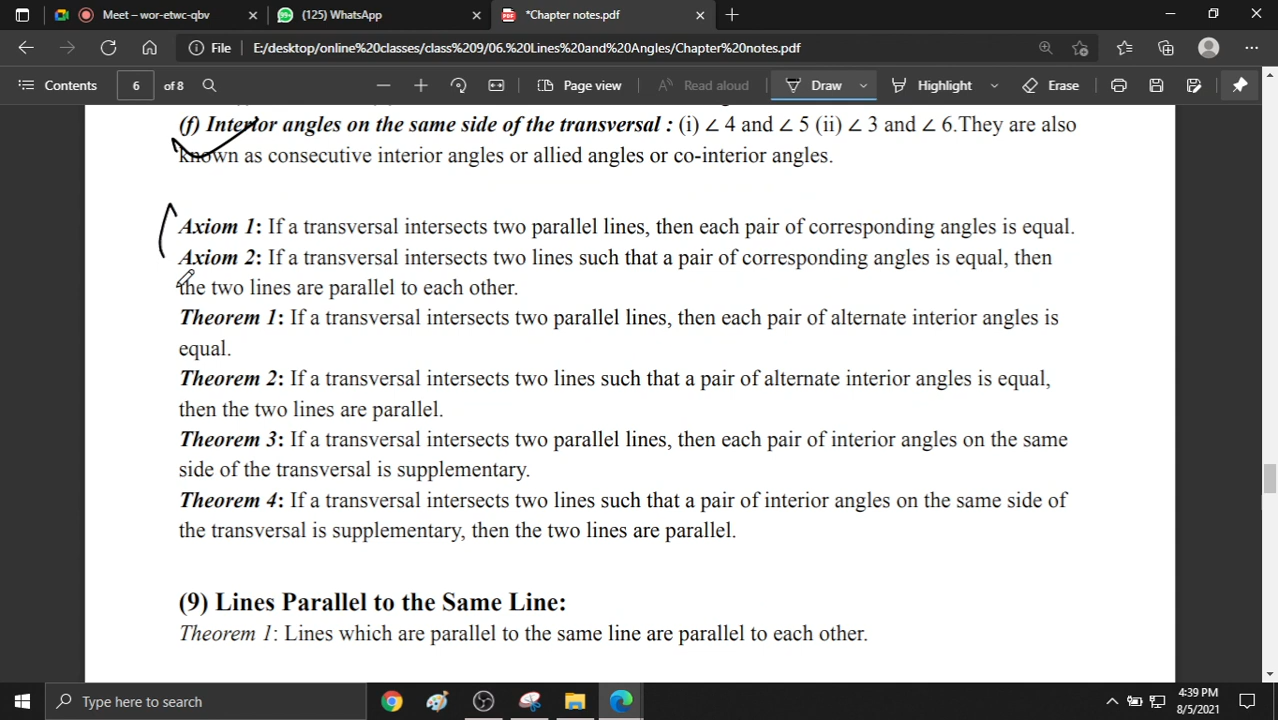 Meet – wor-etwc-qbv
(125) WhatsApp
*Chapter notes.pdf
File
E:/desktop/online%20classes/class%209/06.%20Lines%20and%20Angles/Chapter%20notes.pdf
Contents
6 of 8
Page view
Read aloud
Draw
Highlight
Erase
(f) Interior angles on the same side of the transversal : (i) ∠ 4 and ∠ 5 (ii) ∠ 3 and ∠ 6.They are also
known as consecutive interior angles or allied angles or co-interior angles.
Axiom 1: If a transversal intersects two parallel lines, then each pair of corresponding angles is equal.
Axiom 2: If a transversal intersects two lines such that a pair of corresponding angles is equal, then
the two lines are parallel to each other.
Theorem 1: If a transversal intersects two parallel lines, then each pair of alternate interior angles is
equal.
Theorem 2: If a transversal intersects two lines such that a pair of alternate interior angles is equal,
then the two lines are parallel.
Theorem 3: If a transversal intersects two parallel lines, then each pair of interior angles on the same
side of the transversal is supplementary.
Theorem 4: If a transversal intersects two lines such that a pair of interior angles on the same side of
the transversal is supplementary, then the two lines are parallel.
(9) Lines Parallel to the Same Line:
Theorem 1: Lines which are parallel to the same line are parallel to each other.
Type here to search
4:39 PM
8/5/2021